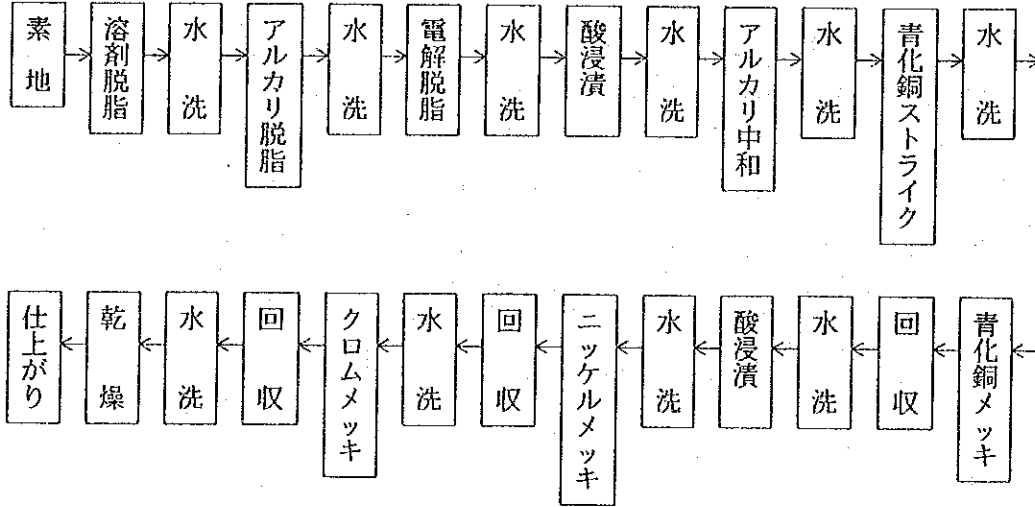 素地
溶剤脱脂
水洗
アルカリ脱脂
水洗
電解脱脂
水洗
酸浸漬
水洗
アルカリ中和
水洗
青化銅ストライク
水洗
青化銅メッキ
回収
水洗
酸浸漬
水洗
ニッケルメッキ
回収
水洗
クロムメッキ
回収
水洗
乾燥
仕上がり